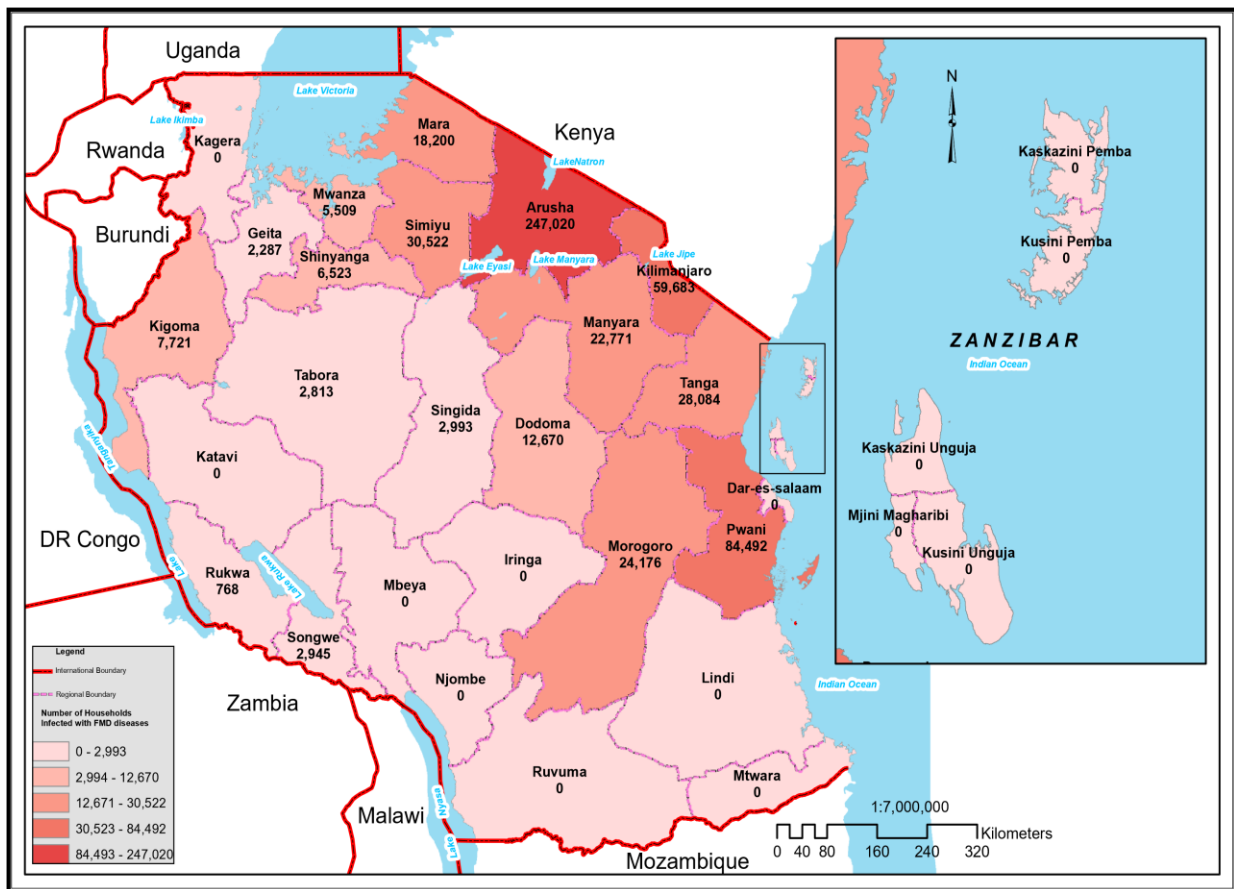 Uganda
Lake Victoria
Lake Ikimba
Kagera
0
Mara
18,200
Kenya
Rwanda
LakeNatron
Mwanza
5,509
Arusha
247,020
Burundi
Geita
2,287
Simiyu
30,522
Shinyanga
6,523
Lake Eyasi
Lake Manyara
Lake Jipe
Kilimanjaro
59,683
Kigoma
7,721
Manyara
22,771
Tabora
2,813
Singida
2,993
Tanga
28,084
Dodoma
12,670
Katavi
0
Lake Tanganyika
Dar-es-salaam
0
Pwani
84,492
DR Congo
Morogoro
24,176
Iringa
0
Rukwa
768
Lake Rukwa
Mbeya
0
Songwe
2,945
Njombe
0
Lindi
0
Indian Ocean
Zambia
Ruvuma
0
Mtwara
0
Malawi
Lake Nyasa
Mozambique
N
Kaskazini Pemba
0
Kusini Pemba
0
ZANZIBAR
Indian Ocean
Kaskazini Unguja
0
Mjini Magharibi
0
Kusini Unguja
0
Legend
International Boundary
Regional Boundary
Number of Households
Infected with FMD diseases
0 - 2,993
2,994 - 12,670
12,671 - 30,522
30,523 - 84,492
84,493 - 247,020
1:7,000,000
Kilometers
0 40 80 160 240 320